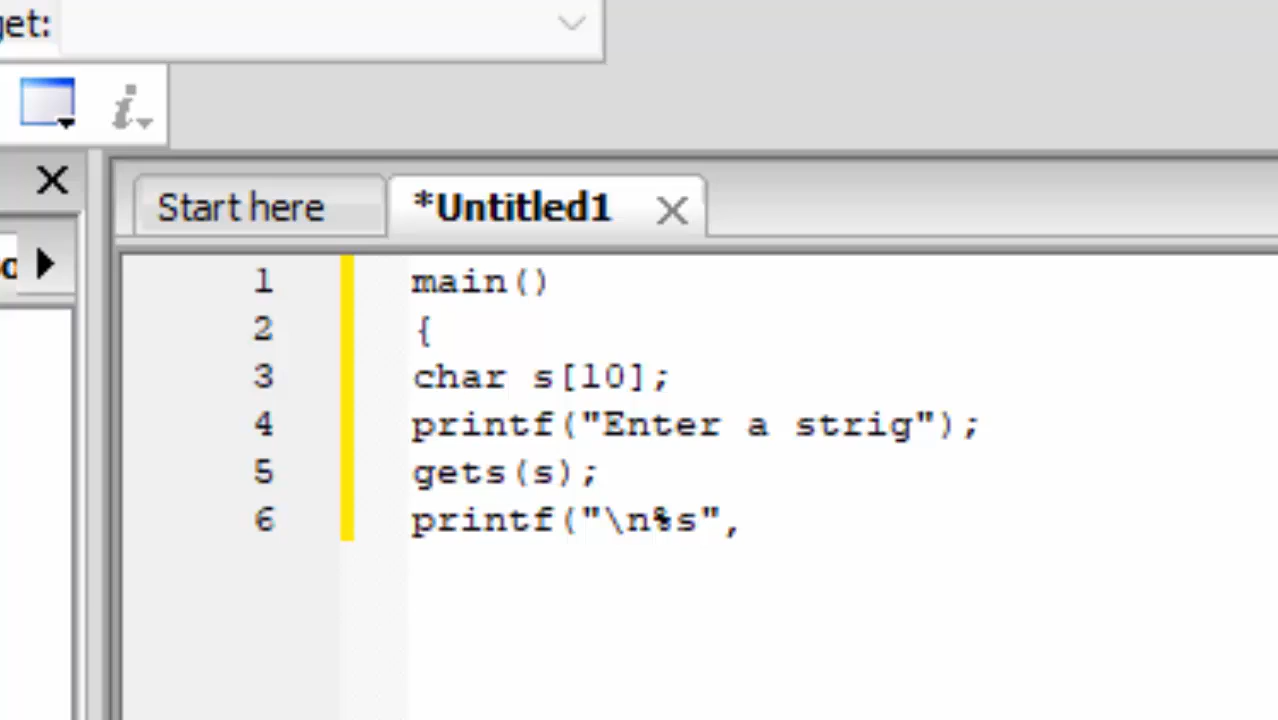 get:
Start here
*Untitled1
1 main()
2 {
3 char s[10];
4 printf("Enter a strig");
5 gets(s);
6 printf("\n%s",